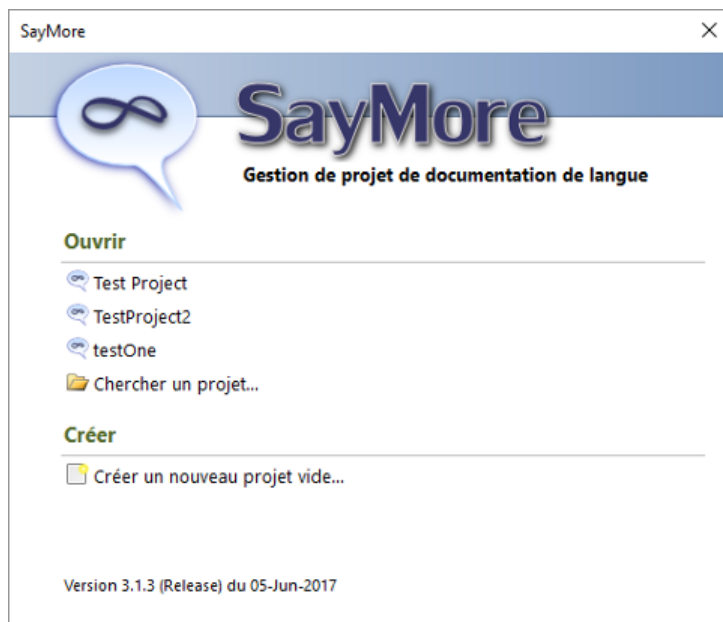 SayMore
SayMore
Gestion de projet de documentation de langue
Ouvrir
Test Project
TestProject2
testOne
Chercher un projet...
Créer
Créer un nouveau projet vide...
Version 3.1.3 (Release) du 05-Jun-2017